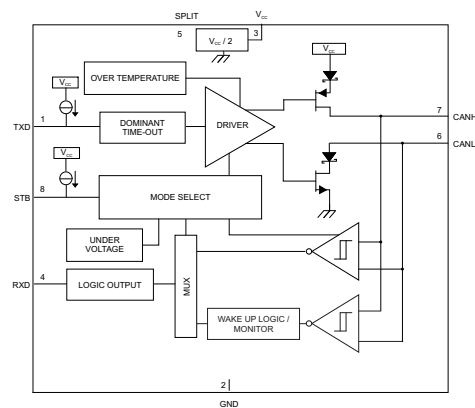 SPLIT
Vcc
5
3
Vcc / 2
Vcc
Vcc
OVER TEMPERATURE
7
CANH
TXD
1
DOMINANT
TIME-OUT
DRIVER
6
CANL
Vcc
STB
8
MODE SELECT
UNDER
VOLTAGE
RXD
4
LOGIC OUTPUT
MUX
WAKE UP LOGIC /
MONITOR
2
GND